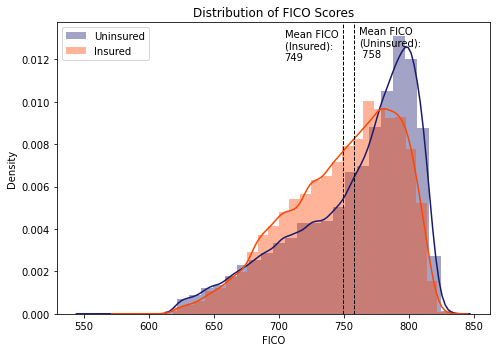 Distribution of FICO Scores
Uninsured
Insured
Mean FICO
(Insured):
749
Mean FICO
(Uninsured):
758
Density
0.012
0.010
0.008
0.006
0.004
0.002
0.000
550
600
650
700
750
800
850
FICO